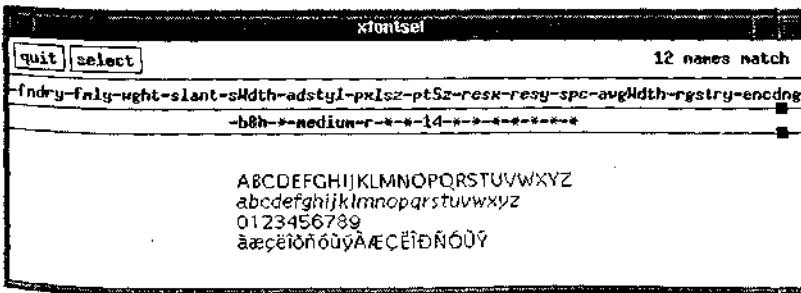 xfontsel
quit select 12 names match
-fndry-fmly-wght-slant-sWdth-adstyl-pxlsz-ptSz-resx-resy-spc-avgWdth-rgstry-encdng
-b&h-*-medium-r-*-*-14-*-*-*-*-*-*-*
ABCDEFGHIJKLMNOPQRSTUVWXYZ
abcdefghijklmnopqrstuvwxyz
0123456789
àæçëìðñóùýÀÆÇËÌÐÑÓÙÝ